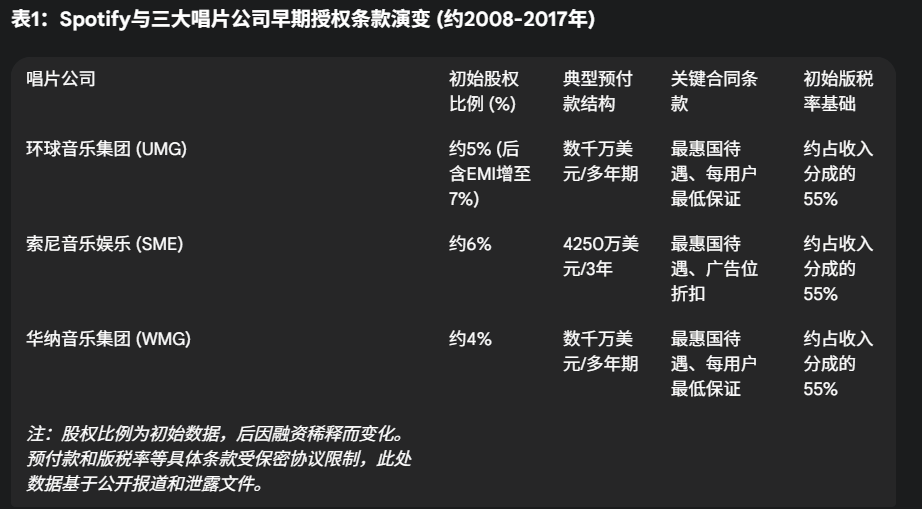 表1：Spotify与三大唱片公司早期授权条款演变 (约2008-2017年)
唱片公司
初始股权
比例 (%)
典型预付
款结构
关键合同条
款
初始版税
率基础
环球音乐集团 (UMG)
约5% (后
含EMI增至
7%)
数千万美
元/多年期
最惠国待
遇、每用户
最低保证
约占收入
分成的
55%
索尼音乐娱乐 (SME)
约6%
4250万美
元/3年
最惠国待
遇、广告位
折扣
约占收入
分成的
55%
华纳音乐集团 (WMG)
约4%
数千万美
元/多年期
最惠国待
遇、每用户
最低保证
约占收入
分成的
55%
注：股权比例为初始数据，后因融资稀释而变化。
预付款和版税率等具体条款受保密协议限制，此处
数据基于公开报道和泄露文件。